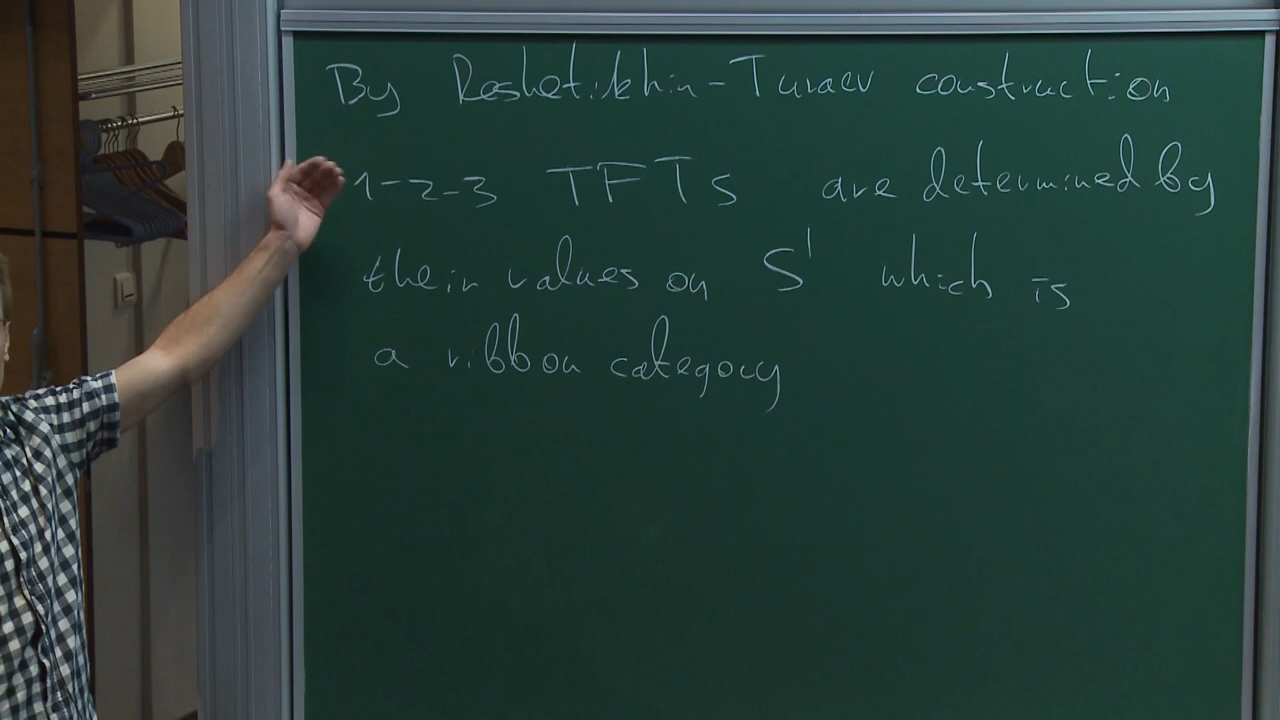 By Reshetikhin-Turaev construction
1-2-3 TFTs are determined by
their values on S¹ which is
a ribbon category